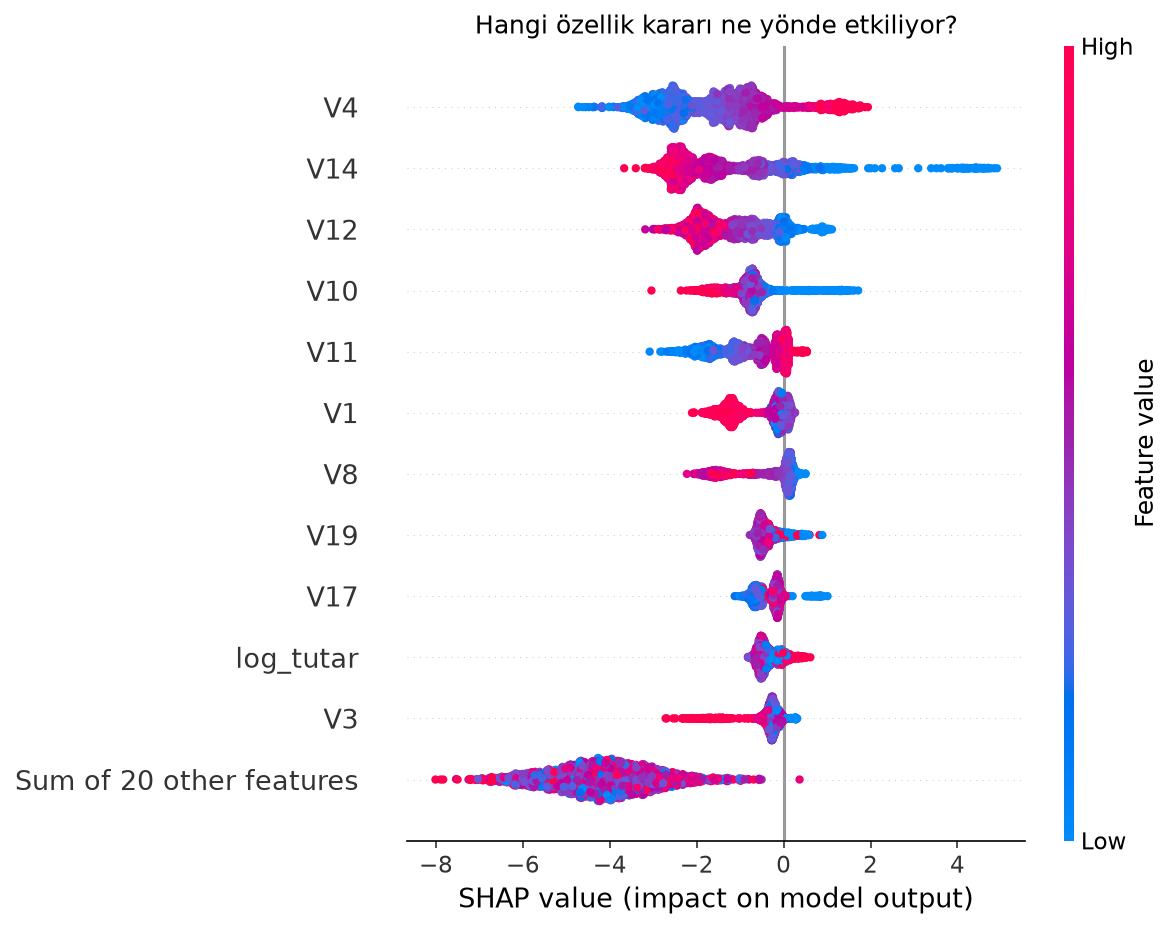 Hangi özellik kararı ne yönde etkiliyor?
High
V4
V14
V12
V10
V11
V1
V8
V19
V17
log_tutar
V3
Sum of 20 other features
Feature value
Low
−8 −6 −4 −2 0 2 4
SHAP value (impact on model output)